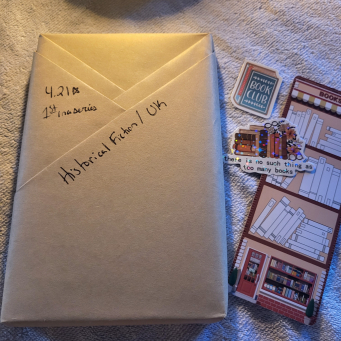 4.21☆
1st in a series
Historical Fiction / UK
BOOK
CLUB
there is no such thing as
too many books